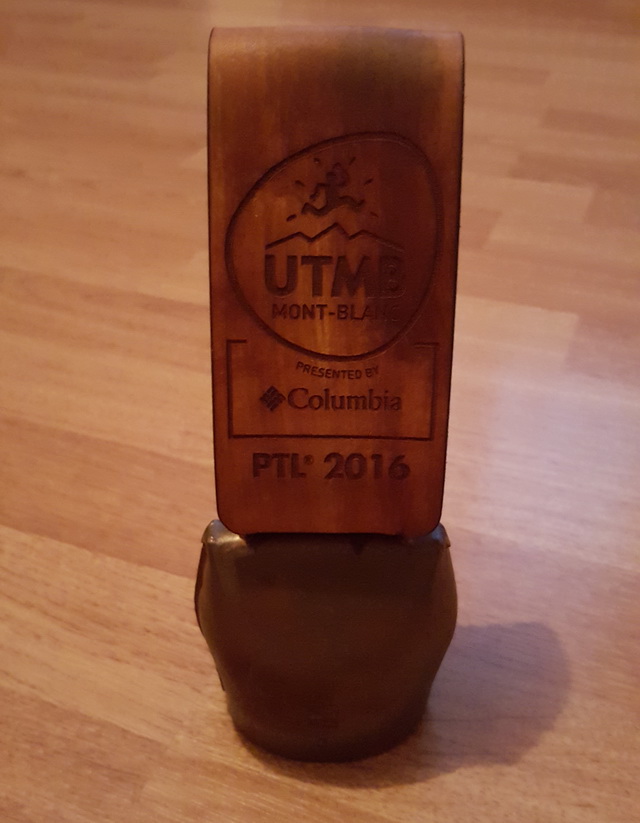 UTMB
MONT-BLANC
PRESENTED BY
Columbia
PTL® 2016